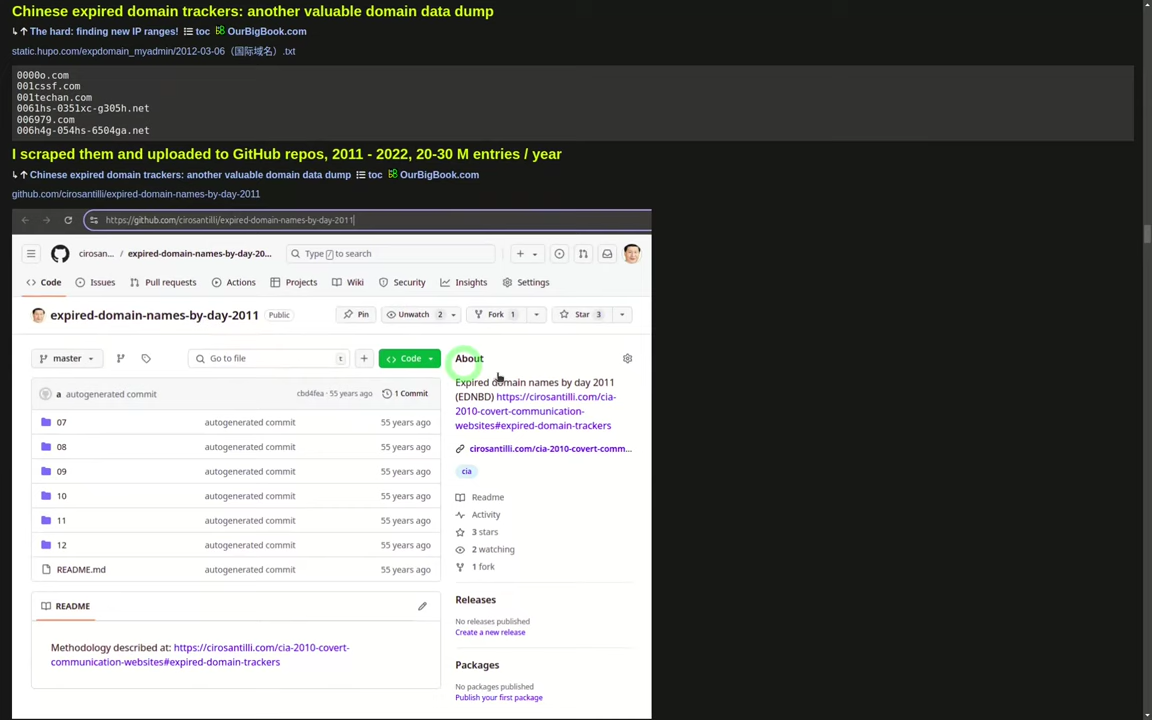 Chinese expired domain trackers: another valuable domain data dump
↳ ↑ The hard: finding new IP ranges! toc OurBigBook.com
static.hupo.com/expdomain_myadmin/2012-03-06（国际域名）.txt
0000o.com
001cssf.com
001techan.com
0061hs-0351xc-g305h.net
006979.com
006h4g-054hs-6504ga.net
I scraped them and uploaded to GitHub repos, 2011 - 2022, 20-30 M entries / year
↳ ↑ Chinese expired domain trackers: another valuable domain data dump toc OurBigBook.com
github.com/cirosantilli/expired-domain-names-by-day-2011
https://github.com/cirosantilli/expired-domain-names-by-day-2011
cirosan... / expired-domain-names-by-day-20... Type / to search
Code Issues Pull requests Actions Projects Wiki Security Insights Settings
expired-domain-names-by-day-2011 Public Pin Unwatch 2 Fork 1 Star 3
master Go to file t Code
a autogenerated commit cbd4fea · 55 years ago 1 Commit
07 autogenerated commit 55 years ago
08 autogenerated commit 55 years ago
09 autogenerated commit 55 years ago
10 autogenerated commit 55 years ago
11 autogenerated commit 55 years ago
12 autogenerated commit 55 years ago
README.md autogenerated commit 55 years ago
README
Methodology described at: https://cirosantilli.com/cia-2010-covert-
communication-websites#expired-domain-trackers
About
Expired domain names by day 2011
(EDNBD) https://cirosantilli.com/cia-
2010-covert-communication-
websites#expired-domain-trackers
cirosantilli.com/cia-2010-covert-comm...
cia
Readme
Activity
3 stars
2 watching
1 fork
Releases
No releases published
Create a new release
Packages
No packages published
Publish your first package